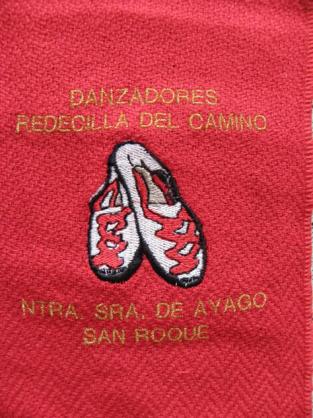 DANZADORES
REDECILLA DEL CAMINO
NTRA. SRA. DE AYAGO
SAN ROQUE